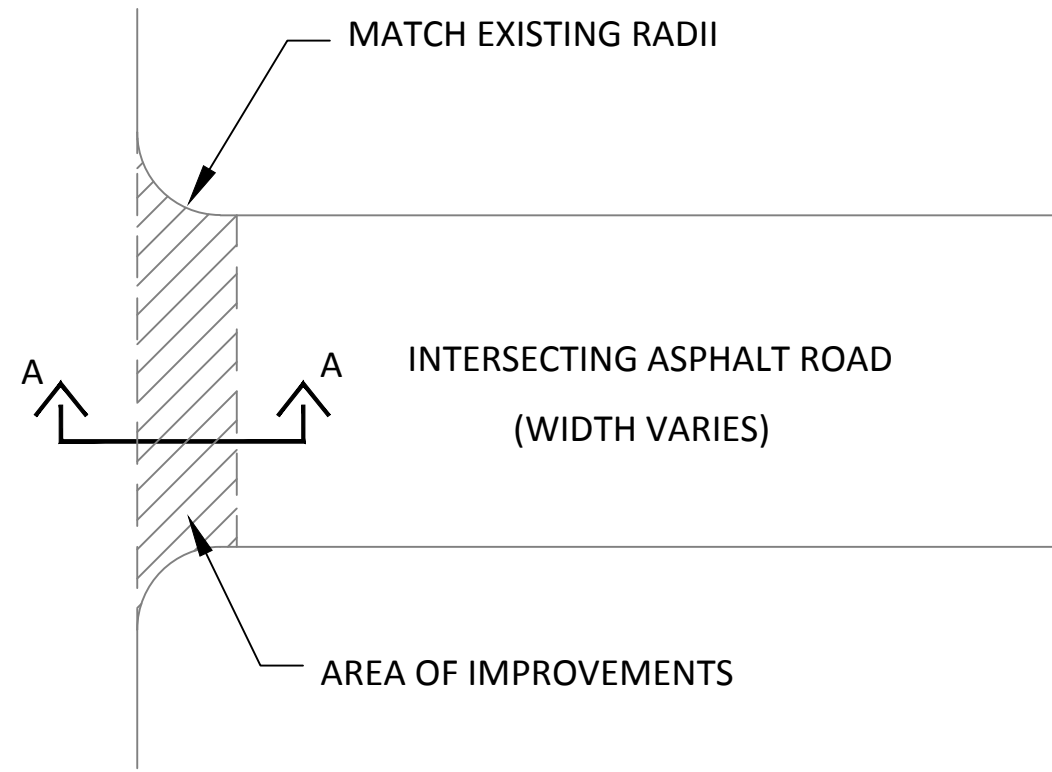 MATCH EXISTING RADII
A
A
INTERSECTING ASPHALT ROAD
(WIDTH VARIES)
AREA OF IMPROVEMENTS